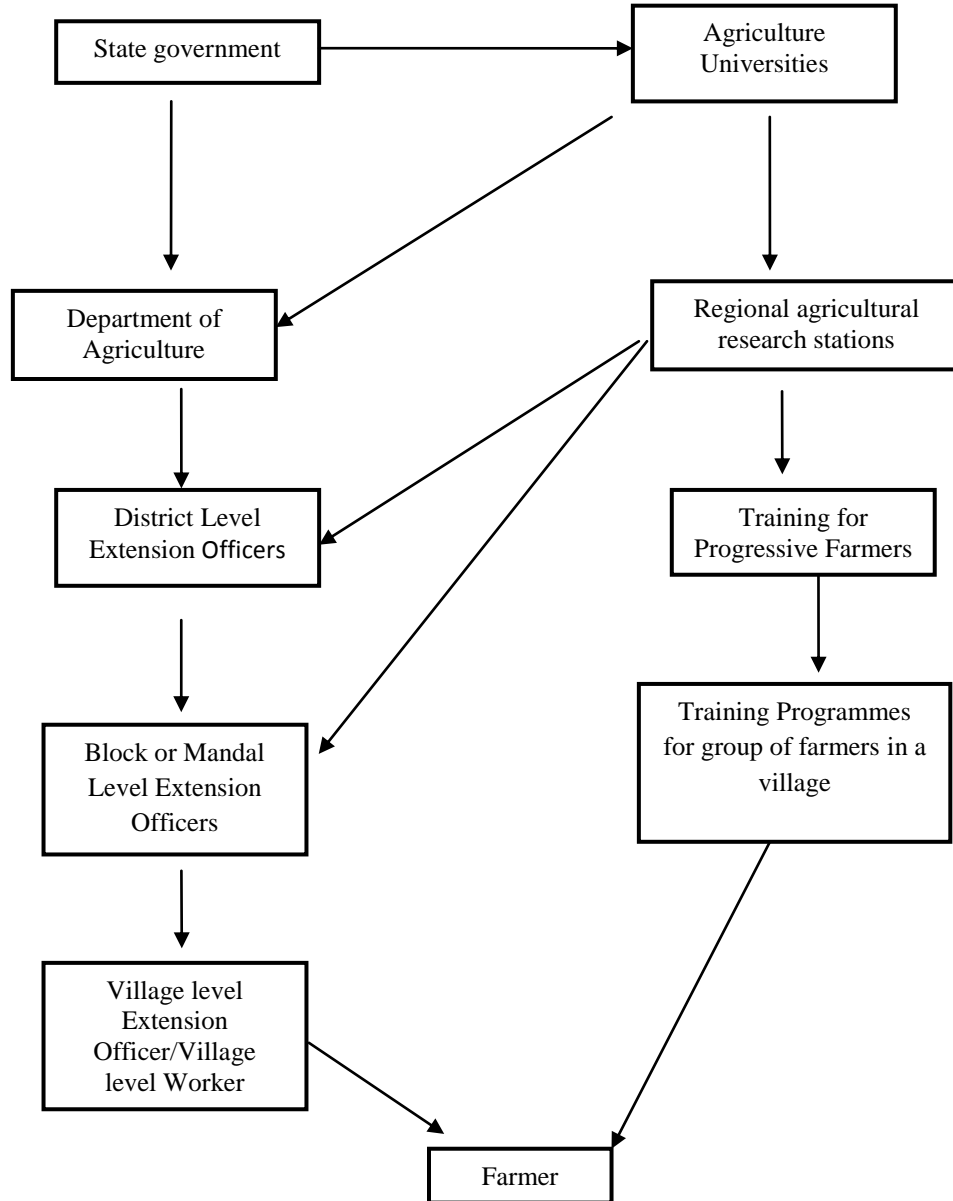 State government
Agriculture
Universities
Department of
Agriculture
Regional agricultural
research stations
District Level
Extension Officers
Training for
Progressive Farmers
Block or Mandal
Level Extension
Officers
Training Programmes
for group of farmers in a
village
Village level
Extension
Officer/Village
level Worker
Farmer